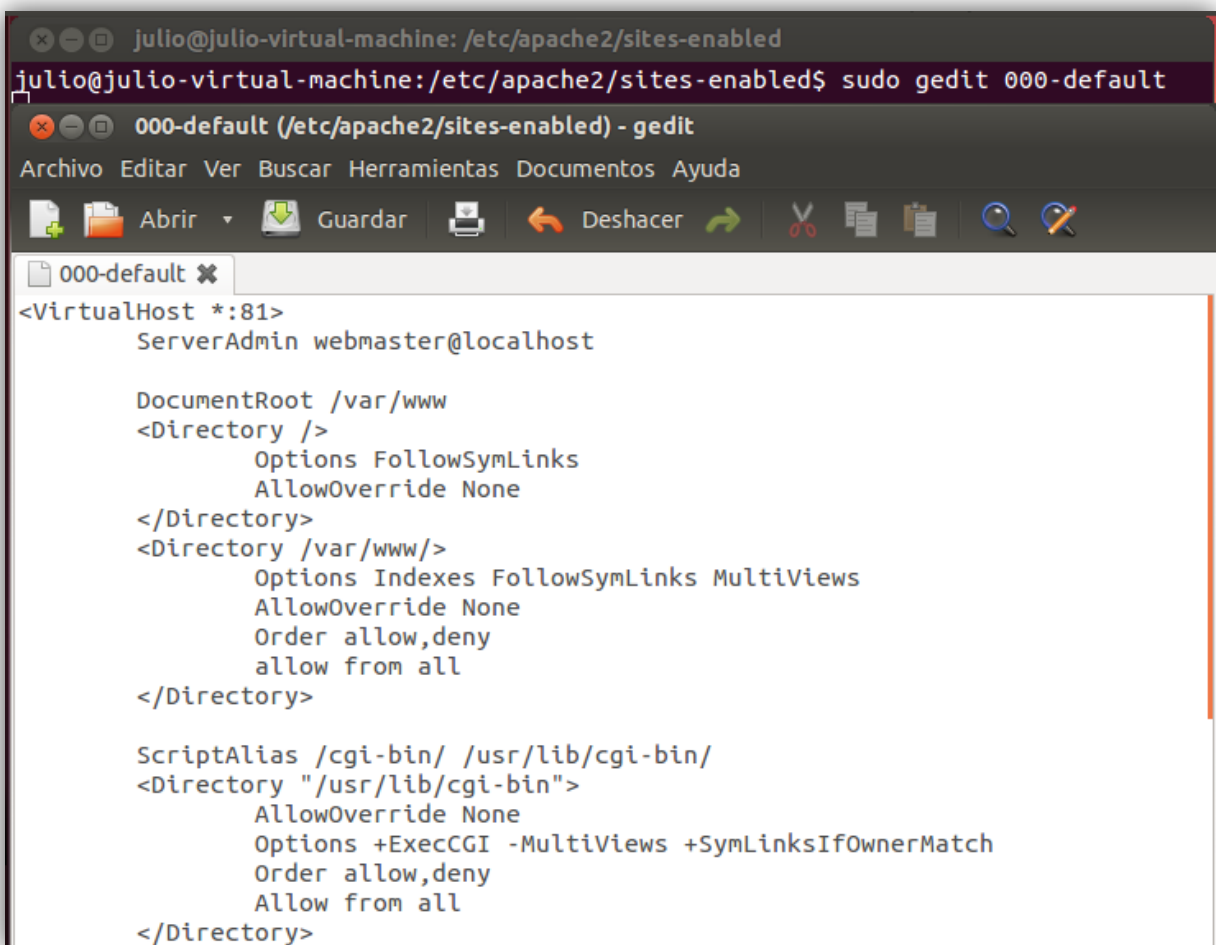 julio@julio-virtual-machine: /etc/apache2/sites-enabled
julio@julio-virtual-machine:/etc/apache2/sites-enabled$ sudo gedit 000-default
000-default (/etc/apache2/sites-enabled) - gedit
Archivo Editar Ver Buscar Herramientas Documentos Ayuda
Abrir Guardar Deshacer
000-default
<VirtualHost *:81>
        ServerAdmin webmaster@localhost

        DocumentRoot /var/www
        <Directory />
                Options FollowSymLinks
                AllowOverride None
        </Directory>
        <Directory /var/www/>
                Options Indexes FollowSymLinks MultiViews
                AllowOverride None
                Order allow,deny
                allow from all
        </Directory>

        ScriptAlias /cgi-bin/ /usr/lib/cgi-bin/
        <Directory "/usr/lib/cgi-bin">
                AllowOverride None
                Options +ExecCGI -MultiViews +SymLinksIfOwnerMatch
                Order allow,deny
                Allow from all
        </Directory>